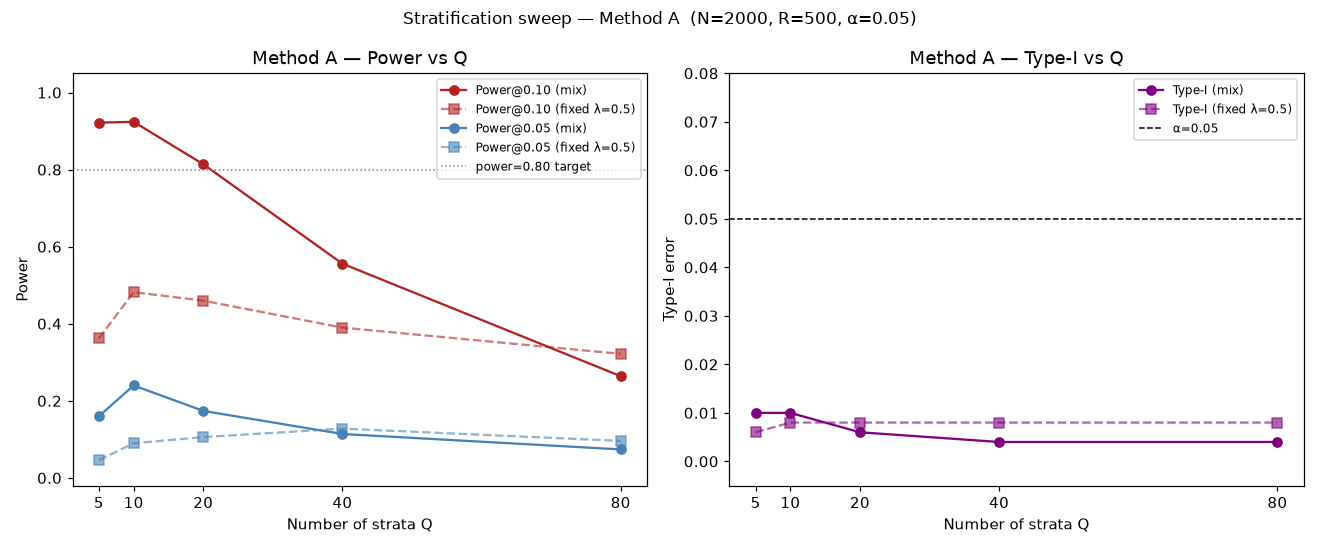 Stratification sweep — Method A  (N=2000, R=500, α=0.05)
Method A — Power vs Q
Power
1.0
0.8
0.6
0.4
0.2
0.0
Power@0.10 (mix)
Power@0.10 (fixed λ=0.5)
Power@0.05 (mix)
Power@0.05 (fixed λ=0.5)
power=0.80 target
5 10 20 40 80
Number of strata Q
Method A — Type-I vs Q
Type-I error
0.08
0.07
0.06
0.05
0.04
0.03
0.02
0.01
0.00
Type-I (mix)
Type-I (fixed λ=0.5)
α=0.05
5 10 20 40 80
Number of strata Q